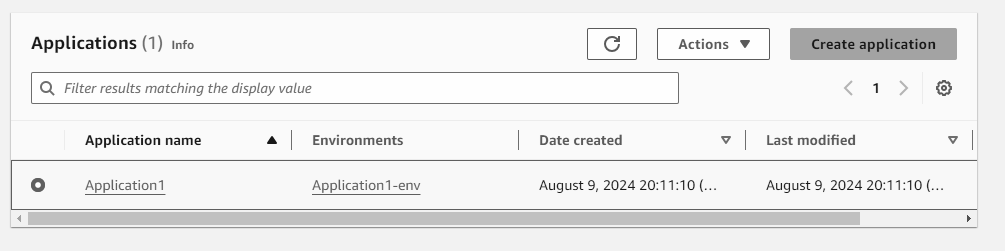 Applications (1) Info
Actions
Create application
Filter results matching the display value
1
Application name Environments Date created Last modified
Application1 Application1-env August 9, 2024 20:11:10 (... August 9, 2024 20:11:10 (...